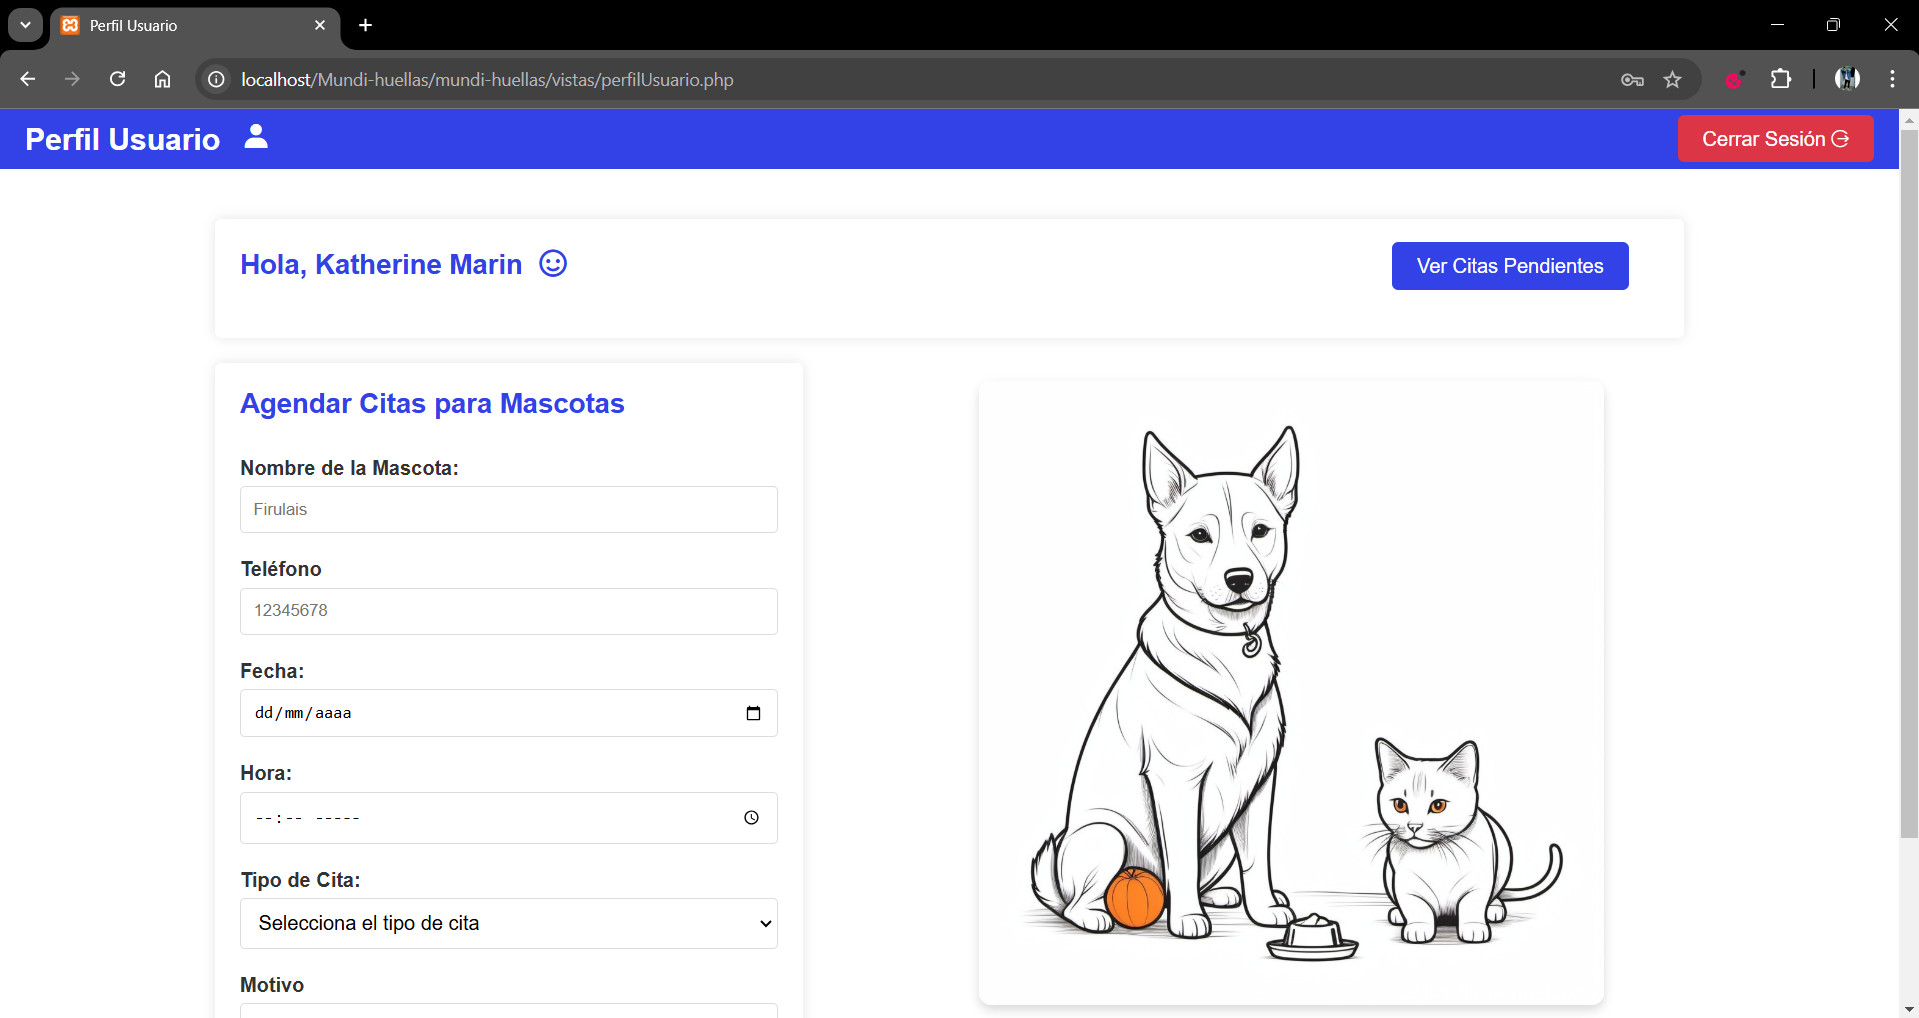 Perfil Usuario
localhost/Mundi-huellas/mundi-huellas/vistas/perfilUsuario.php
Perfil Usuario
Cerrar Sesión
Hola, Katherine Marin
Ver Citas Pendientes
Agendar Citas para Mascotas
Nombre de la Mascota:
Firulais
Teléfono
12345678
Fecha:
dd/mm/aaaa
Hora:
--:-- -----
Tipo de Cita:
Selecciona el tipo de cita
Motivo